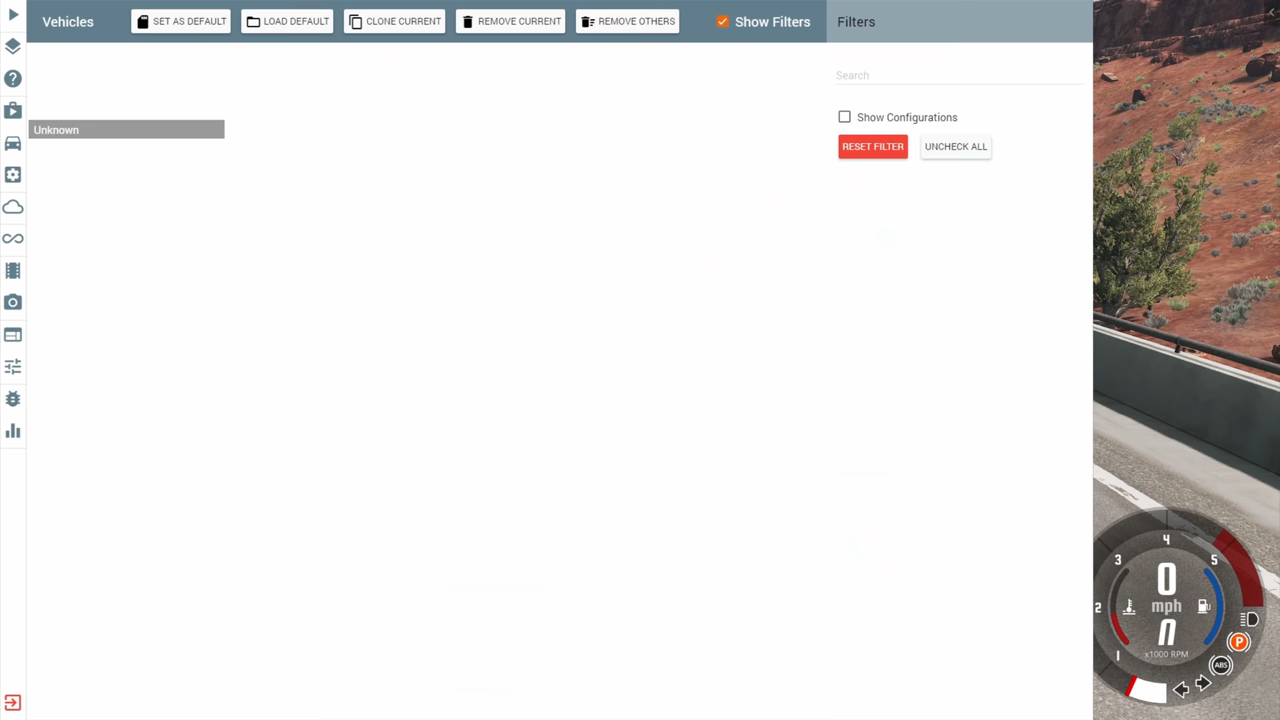 Vehicles
SET AS DEFAULT
LOAD DEFAULT
CLONE CURRENT
REMOVE CURRENT
REMOVE OTHERS
Show Filters
Filters
Search
Show Configurations
RESET FILTER
UNCHECK ALL
Unknown
4
3
5
0
2
mph
n
1
x1000 RPM
P
ABS